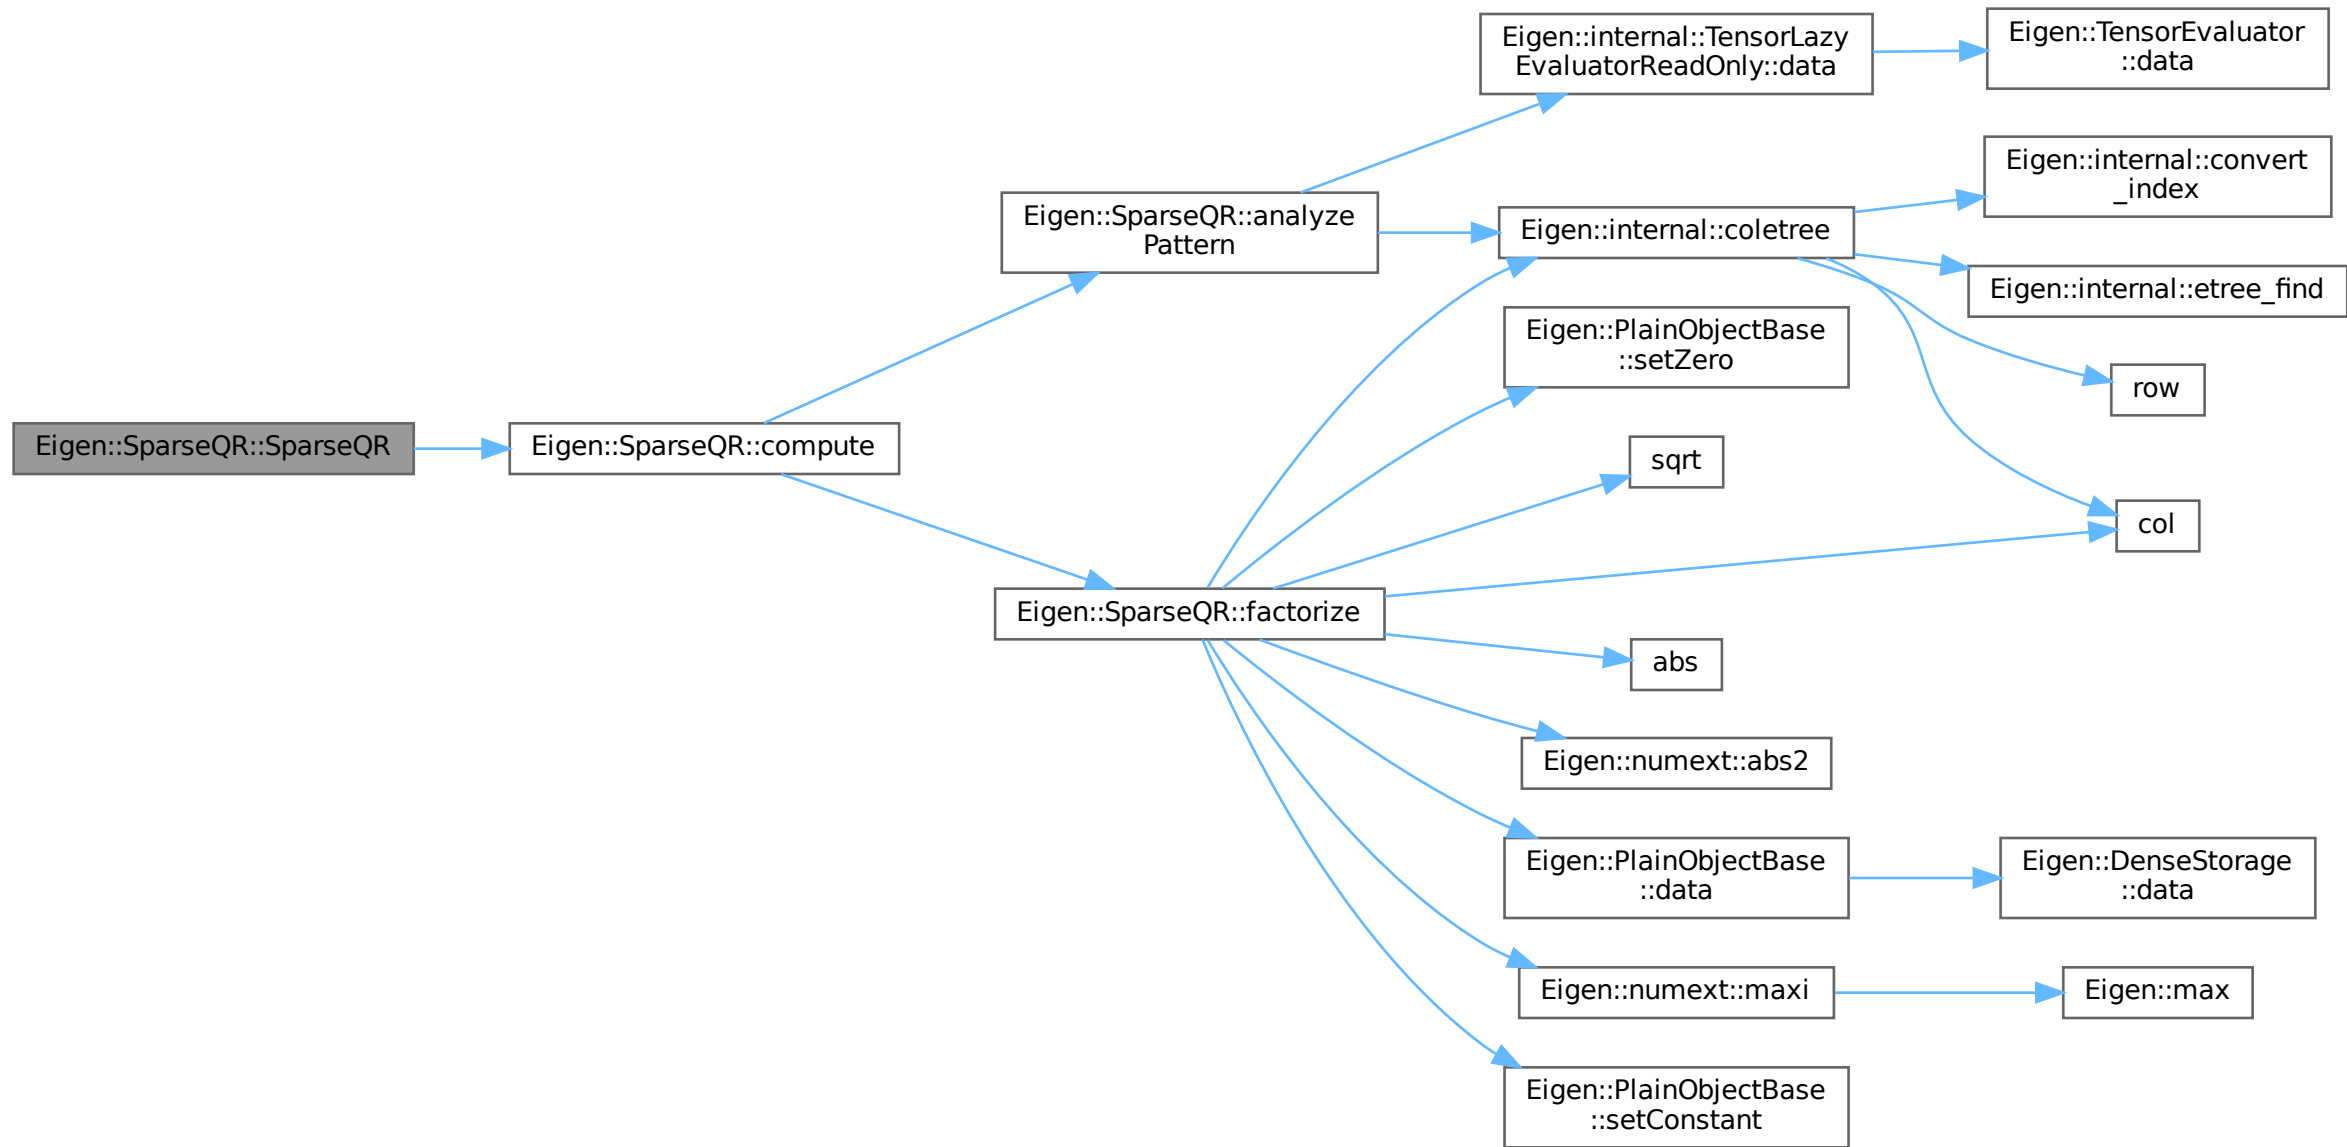 Eigen::SparseQR::SparseQR
Eigen::SparseQR::compute
Eigen::SparseQR::analyze
Pattern
Eigen::SparseQR::factorize
Eigen::internal::TensorLazy
EvaluatorReadOnly::data
Eigen::internal::coletree
Eigen::PlainObjectBase
::setZero
sqrt
abs
Eigen::numext::abs2
Eigen::PlainObjectBase
::data
Eigen::numext::maxi
Eigen::PlainObjectBase
::setConstant
Eigen::TensorEvaluator
::data
Eigen::internal::convert
_index
Eigen::internal::etree_find
row
col
Eigen::DenseStorage
::data
Eigen::max